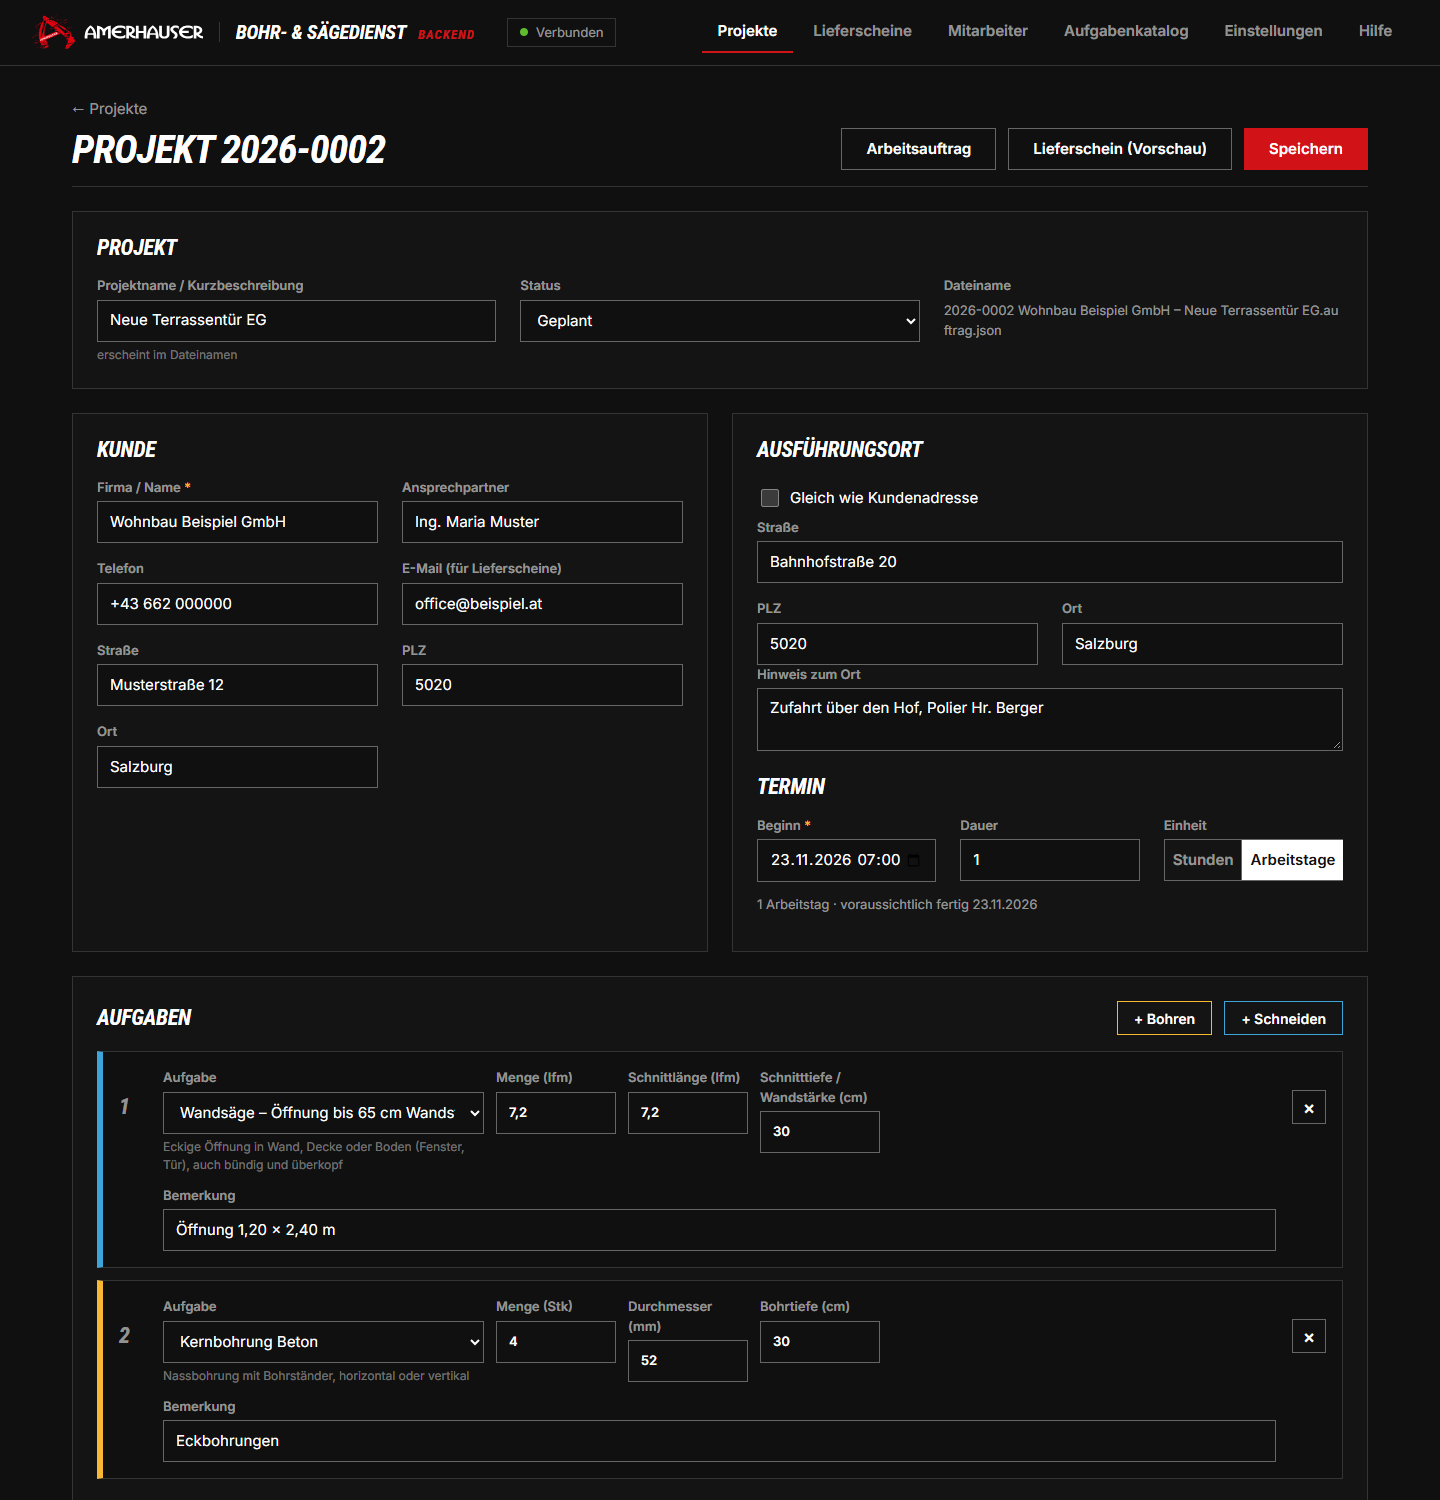 AMERHAUSER
BOHR- & SÄGEDIENST BACKEND
Verbunden
Projekte
Lieferscheine
Mitarbeiter
Aufgabenkatalog
Einstellungen
Hilfe
← Projekte
PROJEKT 2026-0002
Arbeitsauftrag
Lieferschein (Vorschau)
Speichern
PROJEKT
Projektname / Kurzbeschreibung
Neue Terrassentür EG
erscheint im Dateinamen
Status
Geplant
Dateiname
2026-0002 Wohnbau Beispiel GmbH – Neue Terrassentür EG.au
ftrag.json
KUNDE
Firma / Name *
Wohnbau Beispiel GmbH
Ansprechpartner
Ing. Maria Muster
Telefon
+43 662 000000
E-Mail (für Lieferscheine)
office@beispiel.at
Straße
Musterstraße 12
PLZ
5020
Ort
Salzburg
AUSFÜHRUNGSORT
Gleich wie Kundenadresse
Straße
Bahnhofstraße 20
PLZ
5020
Ort
Salzburg
Hinweis zum Ort
Zufahrt über den Hof, Polier Hr. Berger
TERMIN
Beginn *
23.11.2026 07:00
Dauer
1
Einheit
Stunden
Arbeitstage
1 Arbeitstag · voraussichtlich fertig 23.11.2026
AUFGABEN
+ Bohren
+ Schneiden
1
Aufgabe
Wandsäge – Öffnung bis 65 cm Wands
Eckige Öffnung in Wand, Decke oder Boden (Fenster,
Tür), auch bündig und überkopf
Menge (lfm)
7,2
Schnittlänge (lfm)
7,2
Schnitttiefe /
Wandstärke (cm)
30
×
Bemerkung
Öffnung 1,20 × 2,40 m
2
Aufgabe
Kernbohrung Beton
Nassbohrung mit Bohrständer, horizontal oder vertikal
Menge (Stk)
4
Durchmesser
(mm)
52
Bohrtiefe (cm)
30
×
Bemerkung
Eckbohrungen